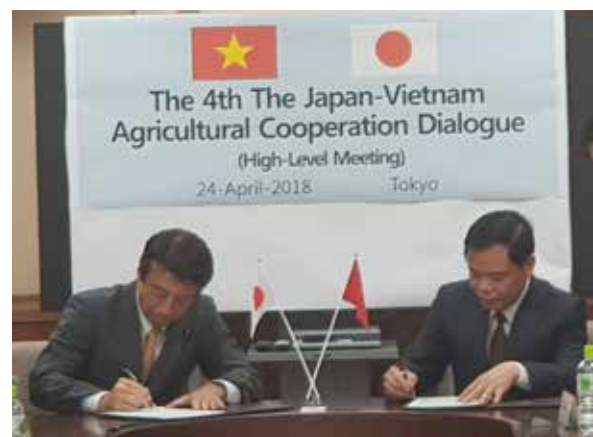 The 4th The Japan-Vietnam
Agricultural Cooperation Dialogue
(High-Level Meeting)
24-April-2018 Tokyo